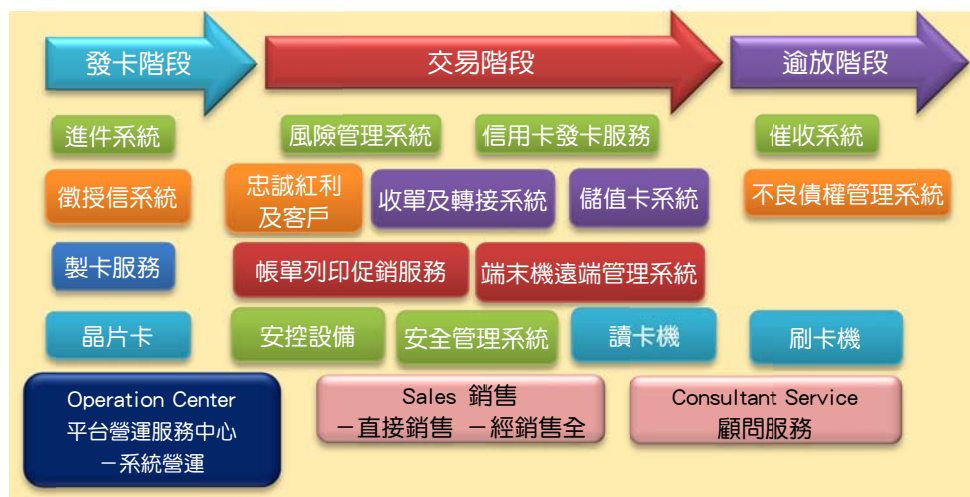 發卡階段
交易階段
逾放階段
進件系統
風險管理系統
信用卡發卡服務
催收系統
徵授信系統
忠誠紅利
及客戶
收單及轉接系統
儲值卡系統
不良債權管理系統
製卡服務
帳單列印促銷服務
端末機遠端管理系統
晶片卡
安控設備
安全管理系統
讀卡機
刷卡機
Operation Center
平台營運服務中心
－系統營運
Sales 銷售
－直接銷售 －經銷售全
Consultant Service
顧問服務